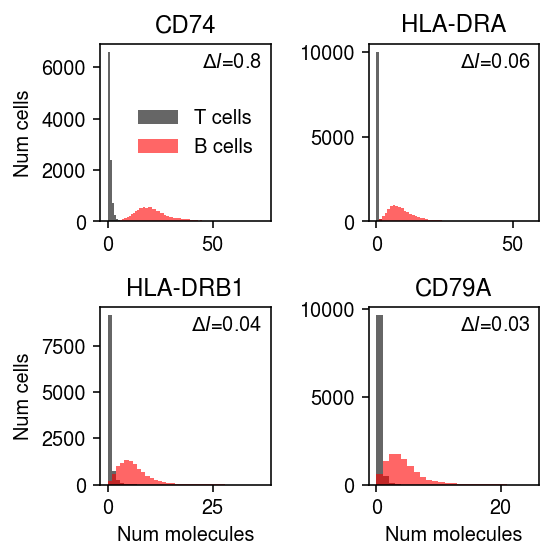 CD74
ΔI=0.8
6000
4000
2000
0
Num cells
T cells
B cells
0
50
HLA-DRA
ΔI=0.06
10000
5000
0
0
50
HLA-DRB1
ΔI=0.04
7500
5000
2500
0
Num cells
0
25
Num molecules
CD79A
ΔI=0.03
10000
5000
0
0
20
Num molecules